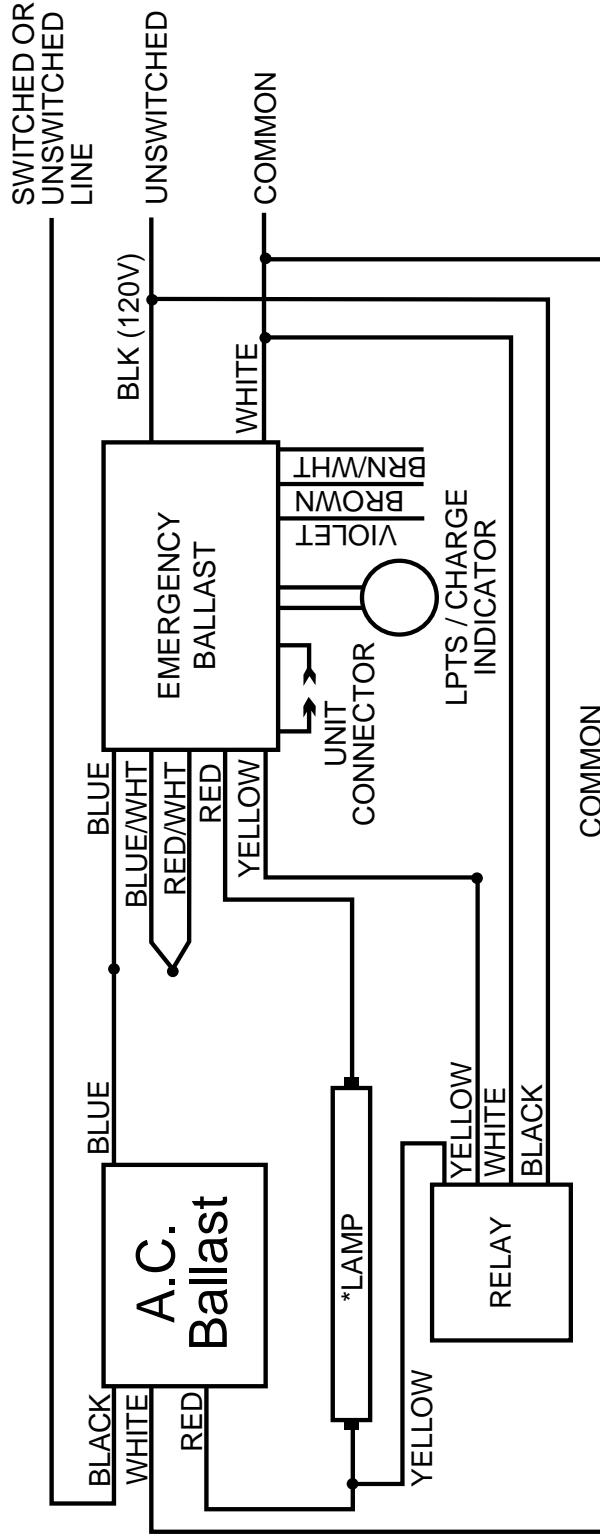 SWITCHED OR
UNSWITCHED
LINE
UNSWITCHED
COMMON
BLK (120V)
WHITE
EMERGENCY
BALLAST
BRN/WHT
BROWN
VIOLET
LPTS / CHARGE
INDICATOR
UNIT
CONNECTOR
BLUE
BLUE/WHT
RED/WHT
RED
YELLOW
BLUE
A.C.
Ballast
BLACK
WHITE
RED
*LAMP
YELLOW
YELLOW
WHITE
BLACK
RELAY
COMMON